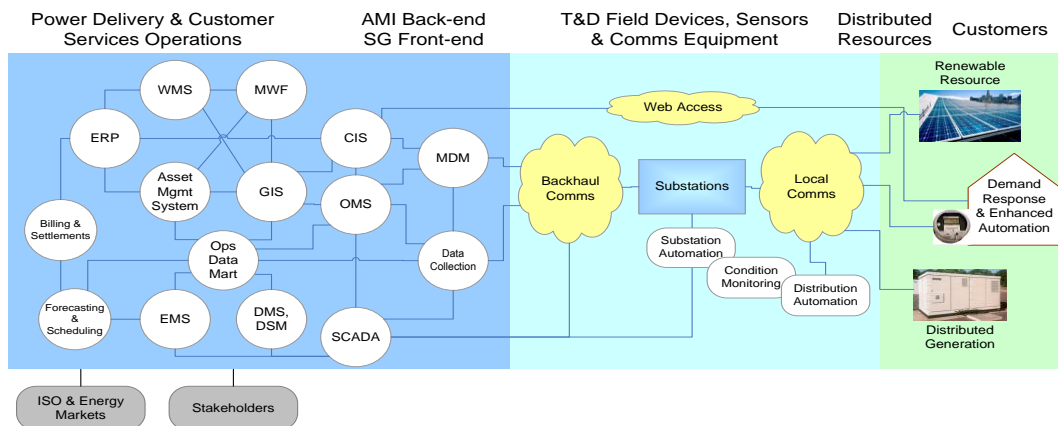 Power Delivery & Customer
Services Operations
AMI Back-end
SG Front-end
T&D Field Devices, Sensors
& Comms Equipment
Distributed
Resources
Customers
Renewable
Resource
WMS
MWF
Web Access
ERP
CIS
MDM
Asset
Mgmt
System
GIS
OMS
Backhaul
Comms
Substations
Local
Comms
Demand
Response
& Enhanced
Automation
Billing &
Settlements
Ops
Data
Mart
Data
Collection
Substation
Automation
Condition
Monitoring
Distribution
Automation
Forecasting
&
Scheduling
EMS
DMS,
DSM
SCADA
Distributed
Generation
ISO & Energy
Markets
Stakeholders